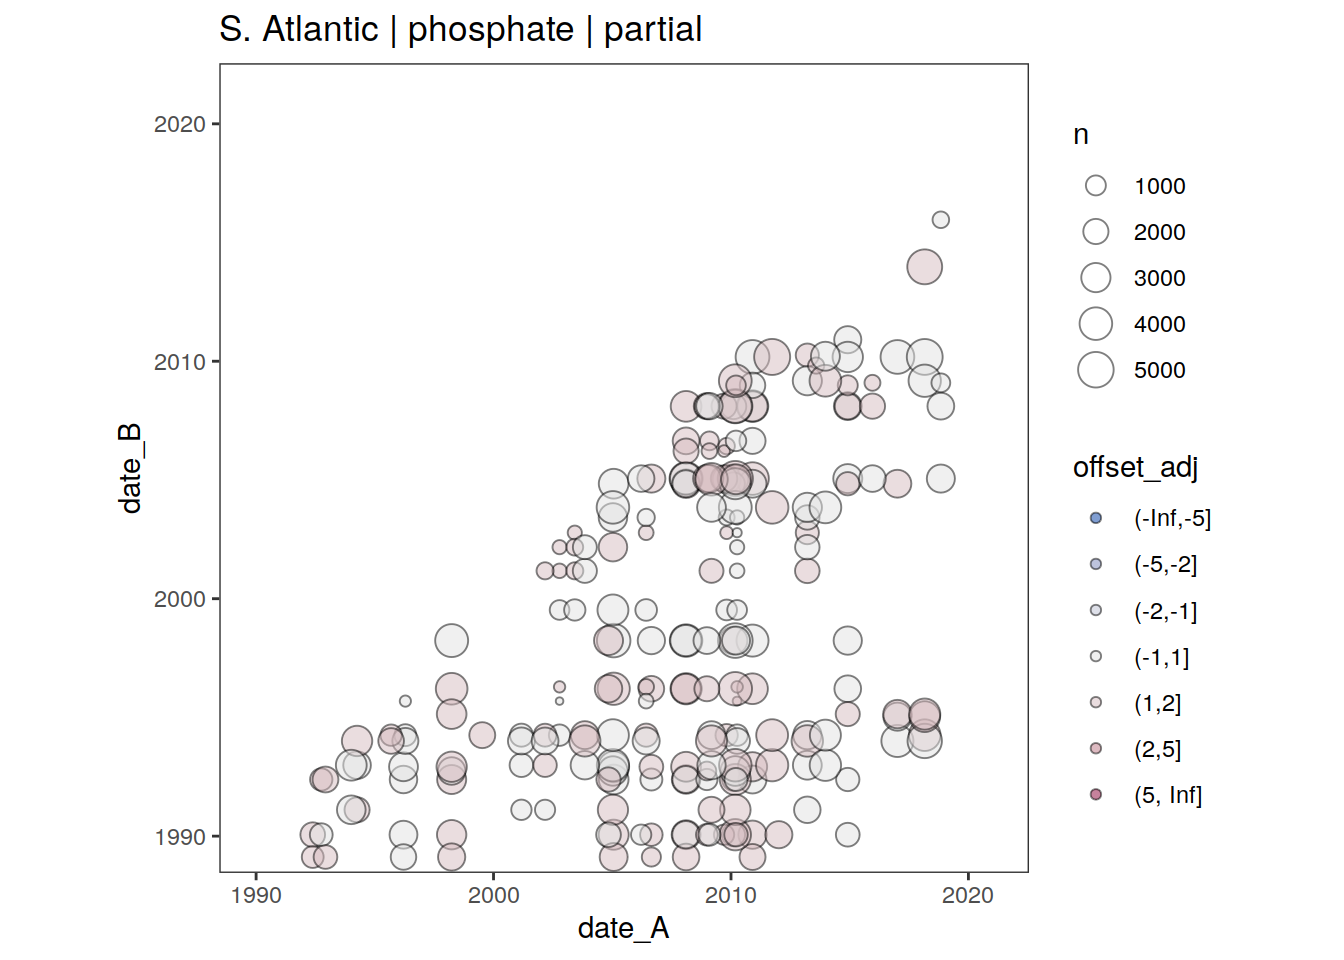 S. Atlantic | phosphate | partial
2020
2010
2000
1990
date_B
1990
2000
2010
2020
date_A
n
1000
2000
3000
4000
5000
offset_adj
(-Inf,-5]
(-5,-2]
(-2,-1]
(-1,1]
(1,2]
(2,5]
(5, Inf]